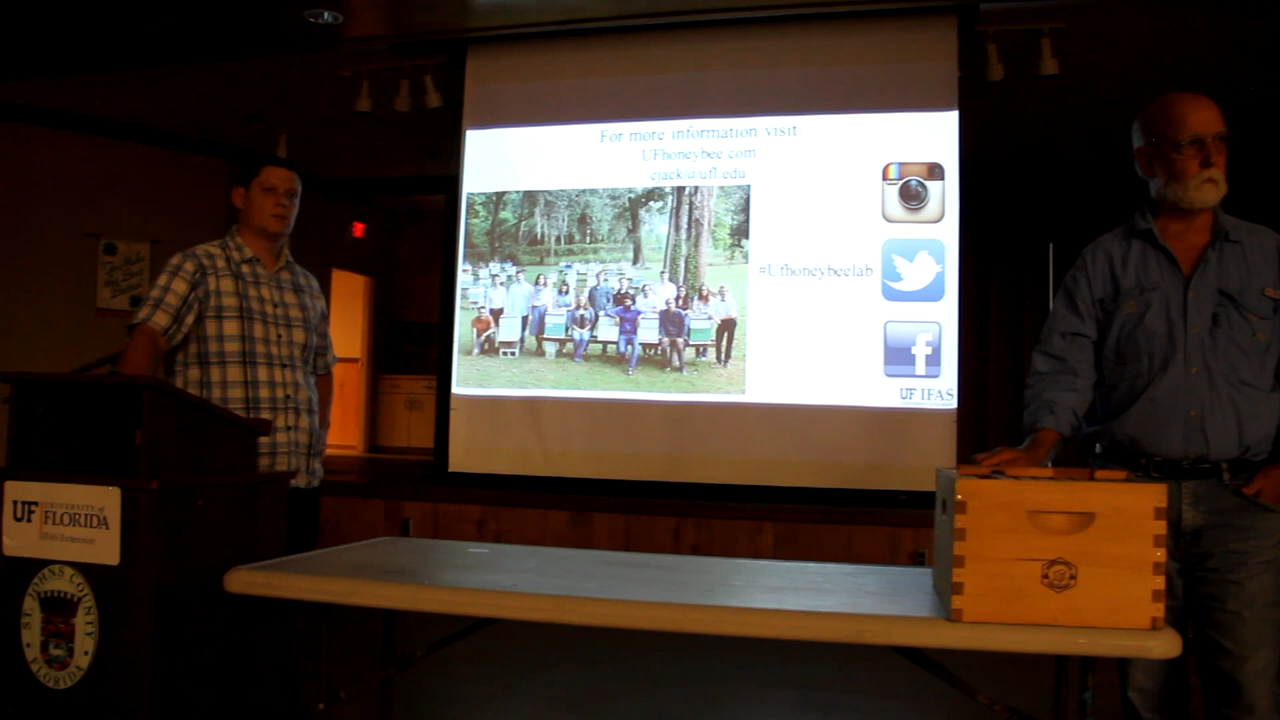 For more information visit:
UFhoneybee.com
cjack@ufl.edu
#Ufhoneybeelab
UF IFAS
UF UNIVERSITY of
FLORIDA
IFAS Extension
ST. JOHNS COUNTY
FLORIDA